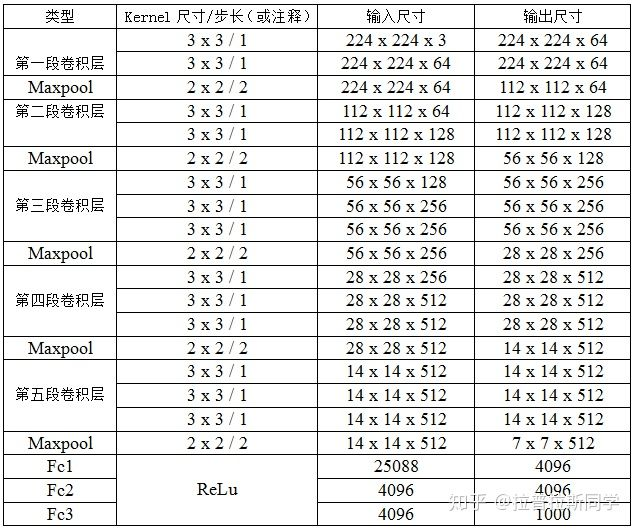 类型 Kernel 尺寸/步长（或注释） 输入尺寸 输出尺寸
第一段卷积层 3 x 3 / 1 224 x 224 x 3 224 x 224 x 64
3 x 3 / 1 224 x 224 x 64 224 x 224 x 64
Maxpool 2 x 2 / 2 224 x 224 x 64 112 x 112 x 64
第二段卷积层 3 x 3 / 1 112 x 112 x 64 112 x 112 x 128
3 x 3 / 1 112 x 112 x 128 112 x 112 x 128
Maxpool 2 x 2 / 2 112 x 112 x 128 56 x 56 x 128
第三段卷积层 3 x 3 / 1 56 x 56 x 128 56 x 56 x 256
3 x 3 / 1 56 x 56 x 256 56 x 56 x 256
3 x 3 / 1 56 x 56 x 256 56 x 56 x 256
Maxpool 2 x 2 / 2 56 x 56 x 256 28 x 28 x 256
第四段卷积层 3 x 3 / 1 28 x 28 x 256 28 x 28 x 512
3 x 3 / 1 28 x 28 x 512 28 x 28 x 512
3 x 3 / 1 28 x 28 x 512 28 x 28 x 512
Maxpool 2 x 2 / 2 28 x 28 x 512 14 x 14 x 512
第五段卷积层 3 x 3 / 1 14 x 14 x 512 14 x 14 x 512
3 x 3 / 1 14 x 14 x 512 14 x 14 x 512
3 x 3 / 1 14 x 14 x 512 14 x 14 x 512
Maxpool 2 x 2 / 2 14 x 14 x 512 7 x 7 x 512
Fc1 ReLu 25088 4096
Fc2 4096 4096
Fc3 4096 1000
知乎 @拉普拉斯同学